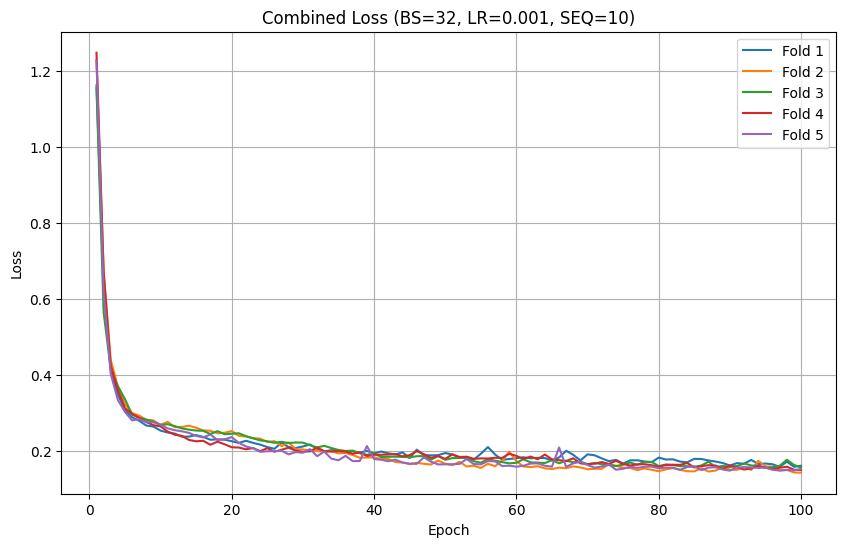 Combined Loss (BS=32, LR=0.001, SEQ=10)
Fold 1
Fold 2
Fold 3
Fold 4
Fold 5
1.2
1.0
0.8
0.6
0.4
0.2
Loss
0
20
40
60
80
100
Epoch